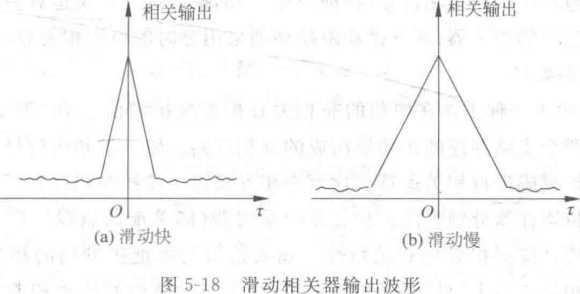 相关输出
相关输出
O
τ
O
τ
(a) 滑动快
(b) 滑动慢
图 5-18 滑动相关器输出波形